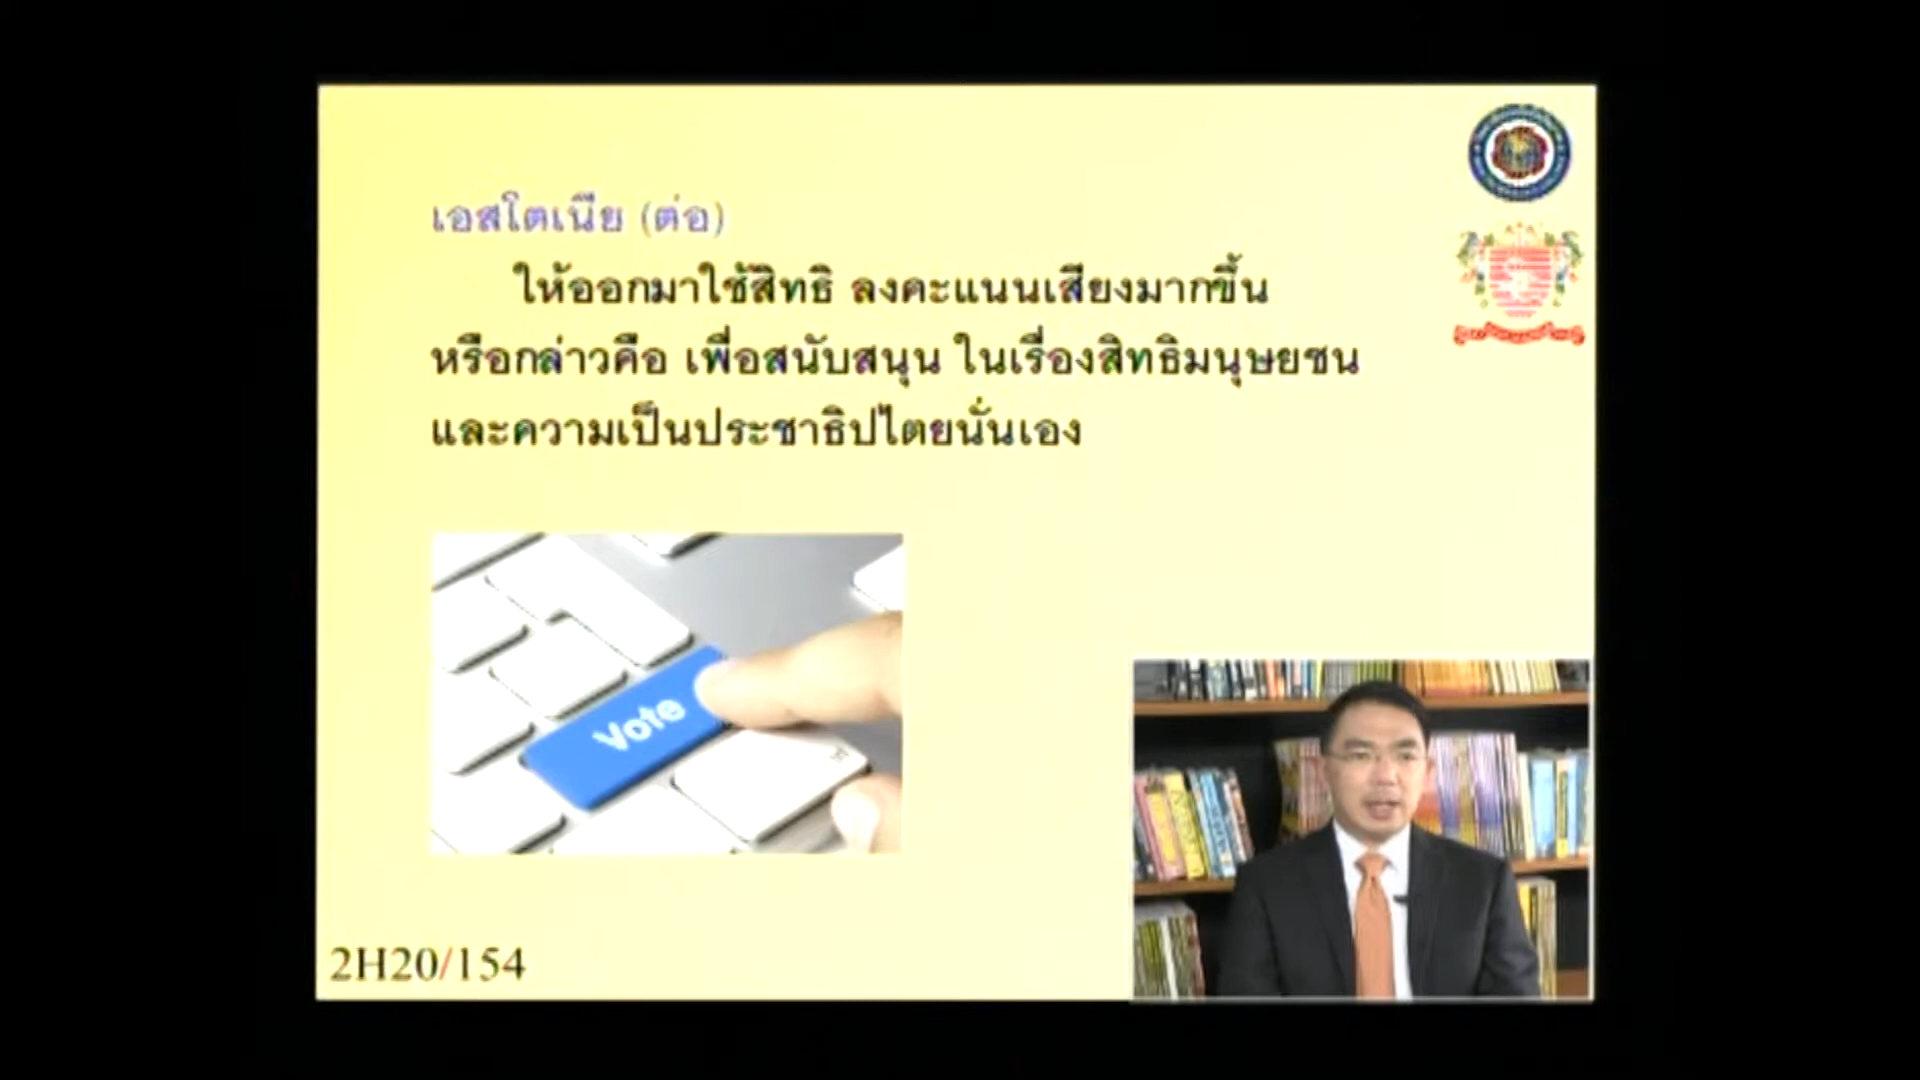 เอสโตเนีย (ต่อ)
ให้ออกมาใช้สิทธิ ลงคะแนนเสียงมากขึ้น
หรือกล่าวคือ เพื่อสนับสนุน ในเรื่องสิทธิมนุษยชน
และความเป็นประชาธิปไตยนั่นเอง
Vote
2H20/154